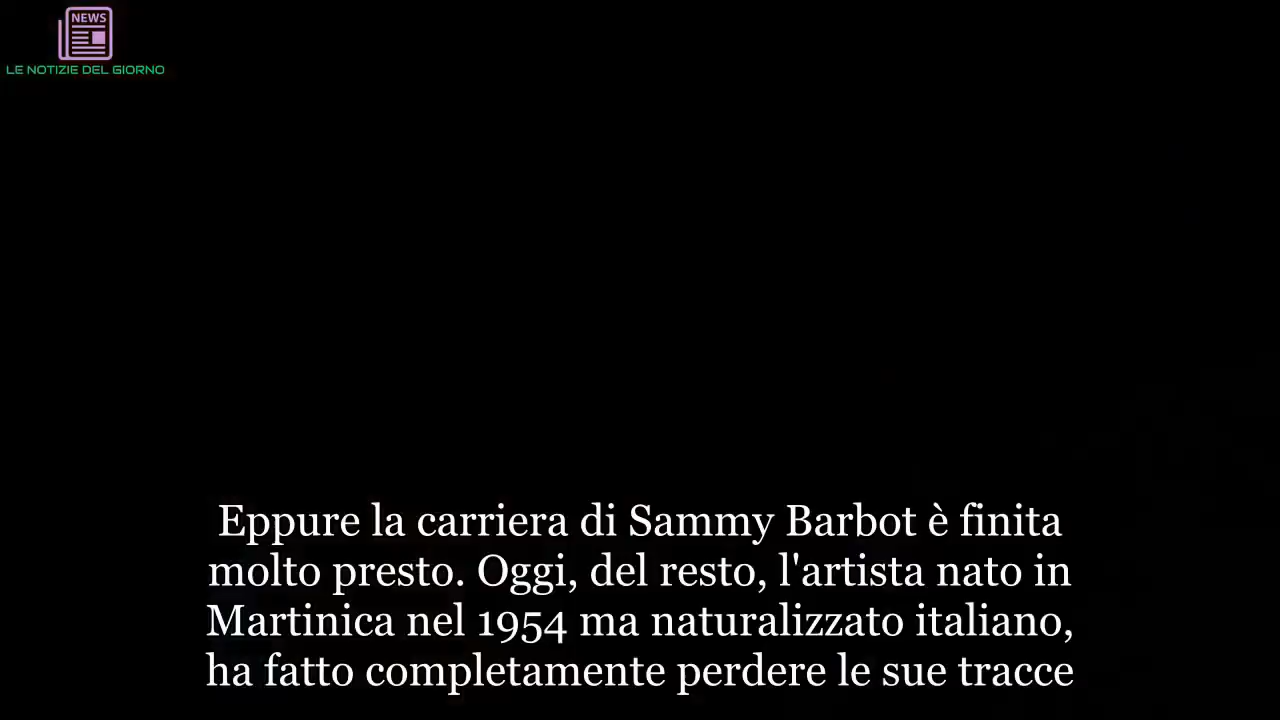 NEWS
LE NOTIZIE DEL GIORNO
Eppure la carriera di Sammy Barbot è finita
molto presto. Oggi, del resto, l'artista nato in
Martinica nel 1954 ma naturalizzato italiano,
ha fatto completamente perdere le sue tracce